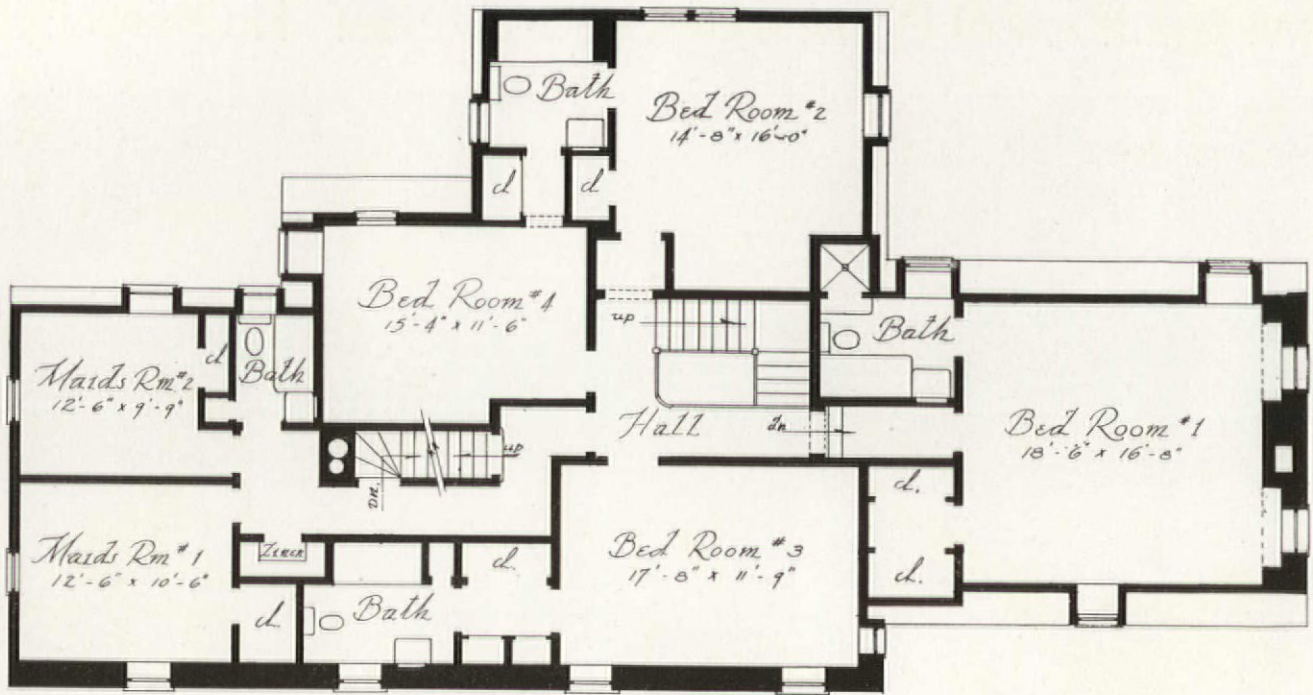 Bath
Bed Room #2
14'-8" x 16'-0"
cl
cl
Bed Room #4
15'-4" x 11'-6"
up
Bath
Maids Rm #2
12'-6" x 9'-9"
cl
Bath
Hall
dn
Bed Room #1
18'-6" x 16'-8"
up
Dn.
cl.
cl.
Maids Rm #1
12'-6" x 10'-6"
Linen
cl.
Bed Room #3
17'-8" x 11'-9"
Bath
cl.